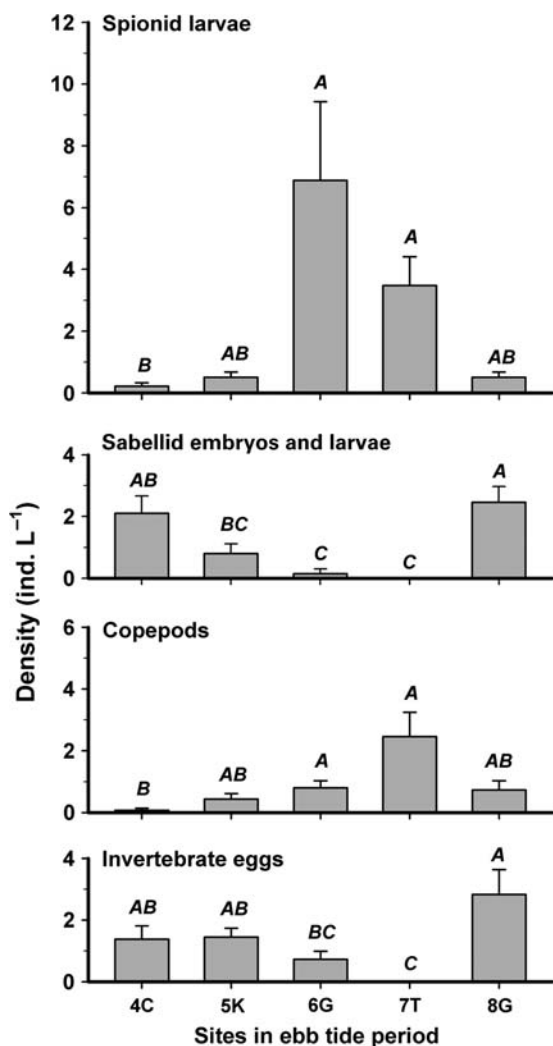 Spionid larvae
12
10
8
6
4
2
0
B
AB
A
A
AB
Sabellid embryos and larvae
4
2
0
AB
BC
C
C
A
Density (ind. L⁻¹)
Copepods
6
4
2
0
B
AB
A
A
AB
Invertebrate eggs
4
2
0
AB
AB
BC
C
A
4C 5K 6G 7T 8G
Sites in ebb tide period